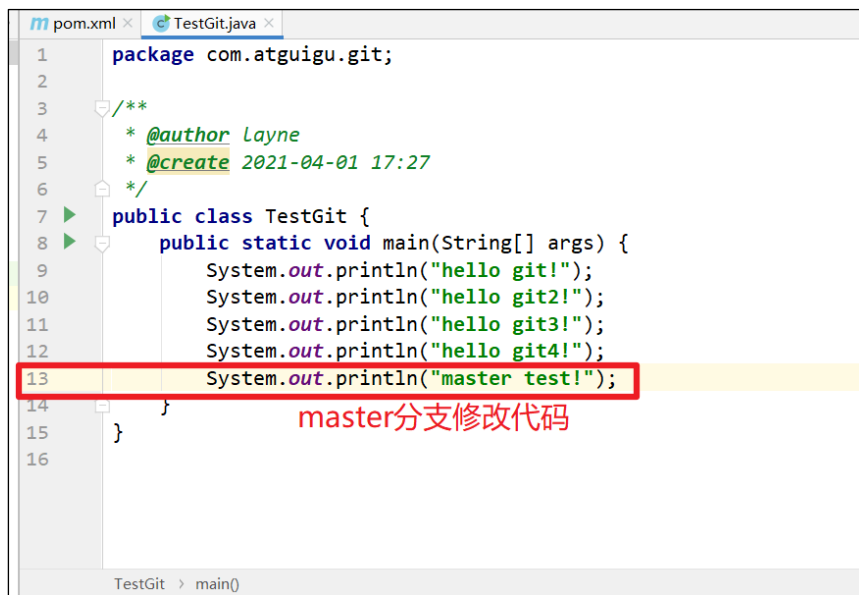 pom.xml TestGit.java
1 package com.atguigu.git;
2
3 /**
4 * @author layne
5 * @create 2021-04-01 17:27
6 */
7 public class TestGit {
8 public static void main(String[] args) {
9 System.out.println("hello git!");
10 System.out.println("hello git2!");
11 System.out.println("hello git3!");
12 System.out.println("hello git4!");
13 System.out.println("master test!");
14 }
master分支修改代码
15 }
16
TestGit > main()